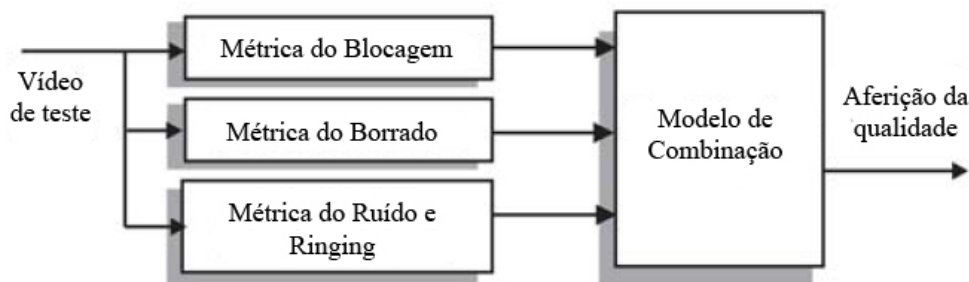 Vídeo
de teste
Métrica do Blocagem
Métrica do Borrado
Métrica do Ruído e
Ringing
Modelo de
Combinação
Aferição da
qualidade